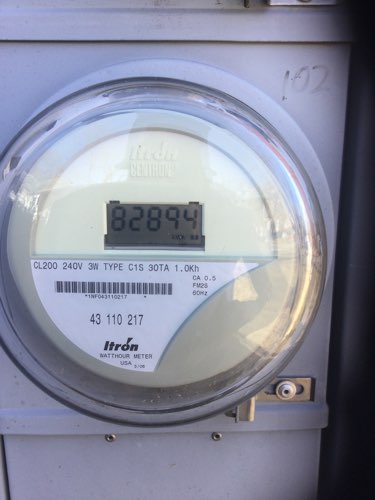 102
Itron
CENTRON
82894
CL200 240V 3W TYPE C1S 30TA 1.0Kh
CA 0.5
FM2S
60Hz
*1NF043110217*
43 110 217
Itron
WATTHOUR METER
USA